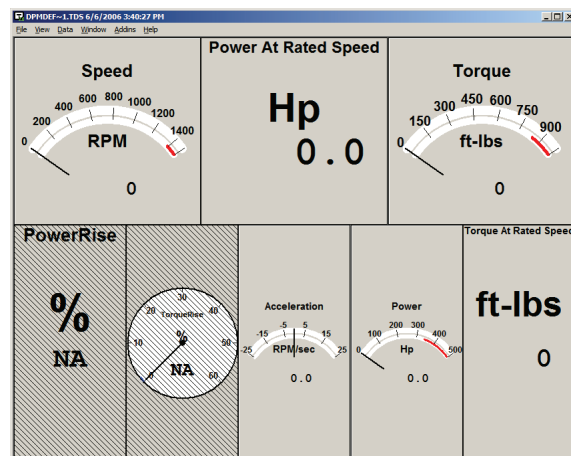 DPMDEF~1.TDS 6/6/2006 3:40:27 PM
File View Data Window Addins Help
Speed
0 200 400 600 800 1000 1200 1400
RPM
0
Power At Rated Speed
Hp
0.0
Torque
0 150 300 450 600 750 900
ft-lbs
0
PowerRise
%
NA
0 10 20 30 40 50 60
TorqueRise
%
NA
Acceleration
-25 -15 -5 5 15 25
RPM/sec
0.0
Power
0 100 200 300 400 500
Hp
0.0
Torque At Rated Speed
ft-lbs
0